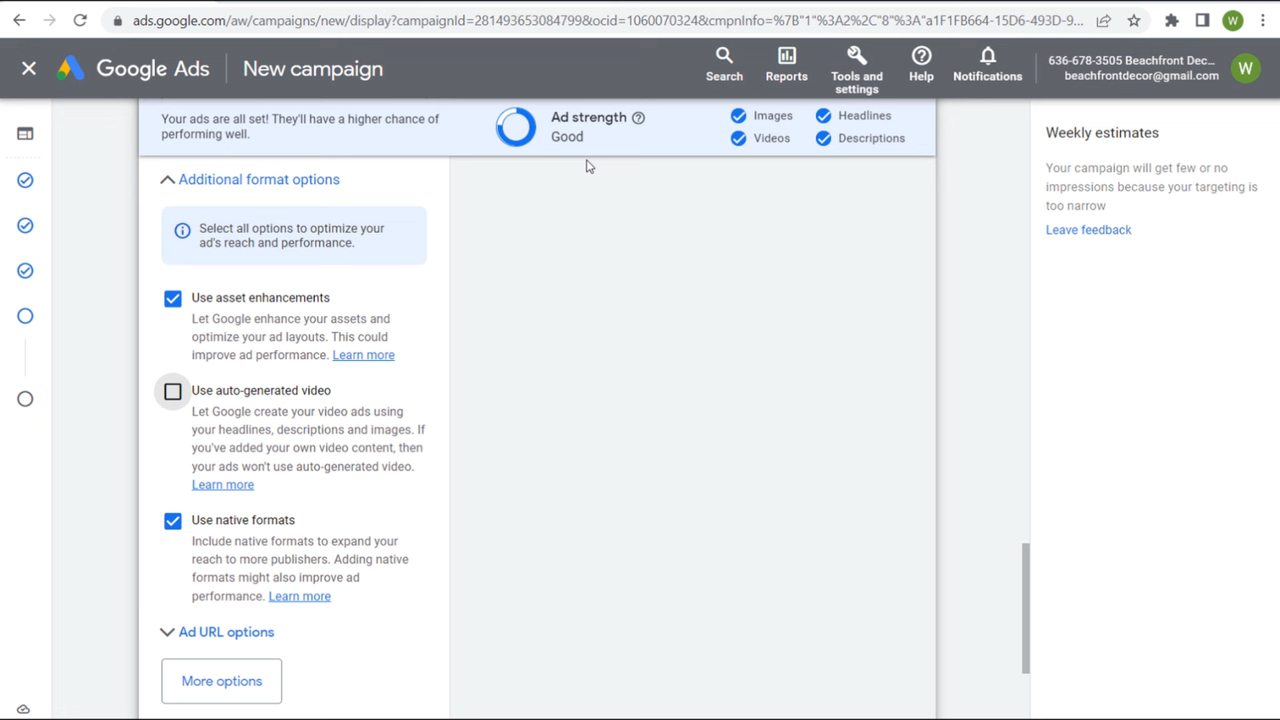 ads.google.com/aw/campaigns/new/display?campaignId=281493653084799&ocid=1060070324&cmpnInfo=%7B"1"%3A2%2C"8"%3A"a1F1FB664-15D6-493D-9...
W
Google Ads
New campaign
Search
Reports
Tools and
settings
Help
Notifications
636-678-3505 Beachfront Dec...
beachfrontdecor@gmail.com
W
Your ads are all set! They'll have a higher chance of
performing well.
Ad strength
Good
Images
Headlines
Videos
Descriptions
Weekly estimates
Your campaign will get few or no
impressions because your targeting is
too narrow
Leave feedback
Additional format options
Select all options to optimize your
ad's reach and performance.
Use asset enhancements
Let Google enhance your assets and
optimize your ad layouts. This could
improve ad performance. Learn more
Use auto-generated video
Let Google create your video ads using
your headlines, descriptions and images. If
you've added your own video content, then
your ads won't use auto-generated video.
Learn more
Use native formats
Include native formats to expand your
reach to more publishers. Adding native
formats might also improve ad
performance. Learn more
Ad URL options
More options